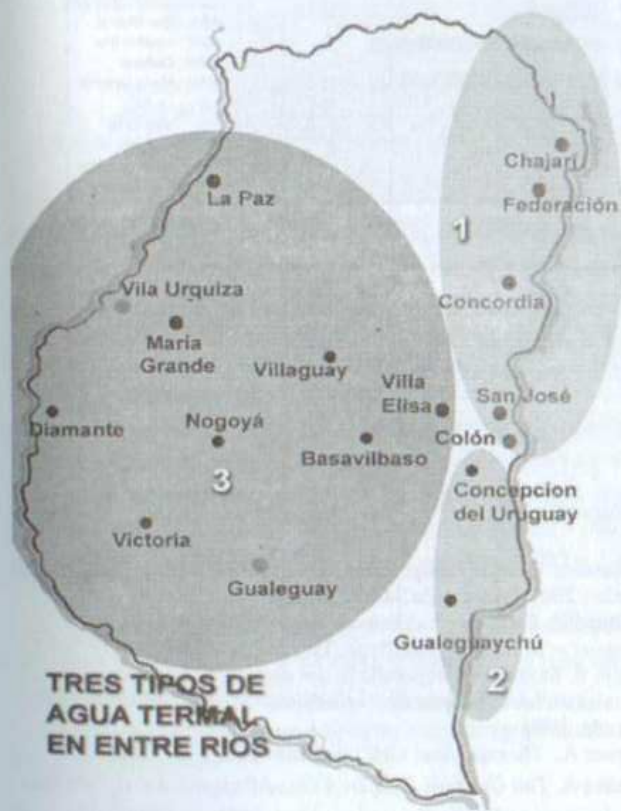 Chajarí
Federación
1
La Paz
Concordia
Vila Urquiza
María
Grande
Villaguay
Villa
Elisa
San José
Diamante
Nogoyá
Basavilbaso
Colón
3
Concepcion
del Uruguay
Victoria
Gualeguay
Gualeguaychú
2
TRES TIPOS DE
AGUA TERMAL
EN ENTRE RIOS